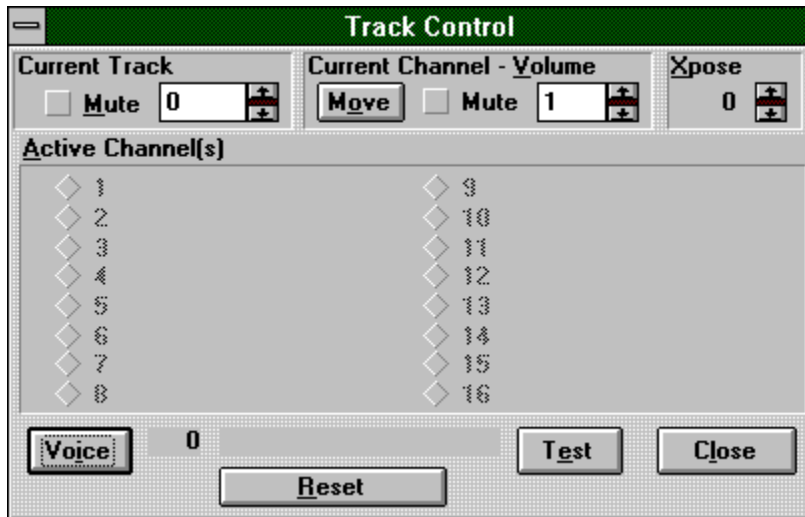 Track Control
Current Track
Mute 0
Current Channel - Volume
Move Mute 1
Xpose
0
Active Channel(s)
1
2
3
4
5
6
7
8
9
10
11
12
13
14
15
16
Voice 0
Test Close
Reset